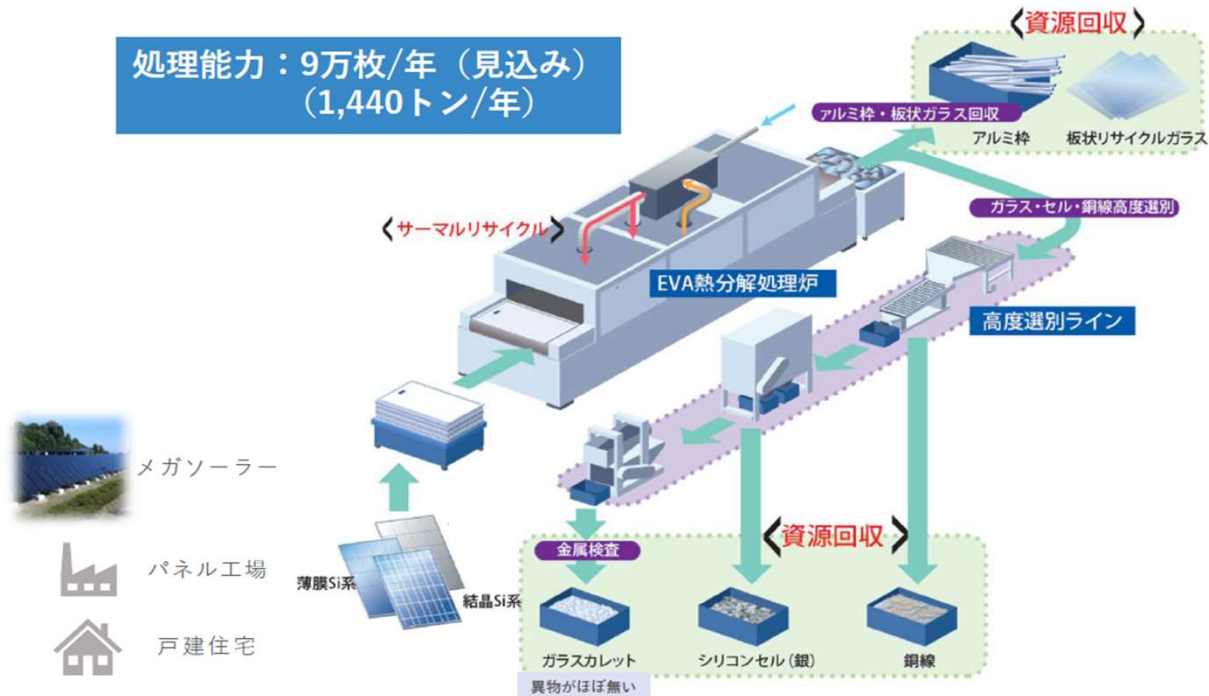 処理能力：9万枚/年（見込み）
（1,440トン/年）
《資源回収》
アルミ枠・板状ガラス回収
アルミ枠
板状リサイクルガラス
ガラス・セル・銅線高度選別
《サーマルリサイクル》
EVA熱分解処理炉
高度選別ライン
メガソーラー
パネル工場
戸建住宅
薄膜Si系
結晶Si系
《資源回収》
金属検査
ガラスカレット
シリコンセル（銀）
銅線
異物がほぼ無い